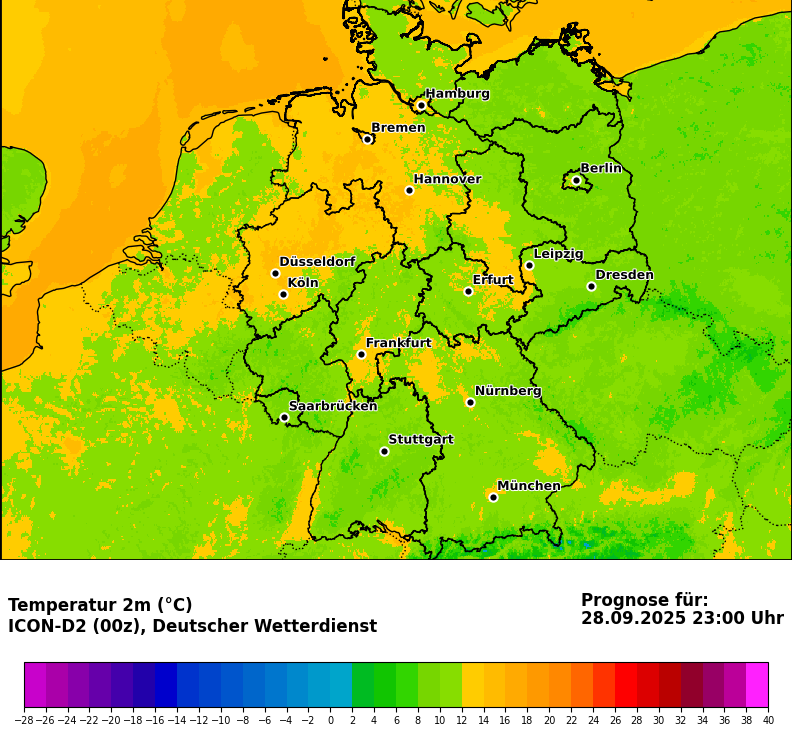 Hamburg
Bremen
Berlin
Hannover
Leipzig
Düsseldorf
Dresden
Köln
Erfurt
Frankfurt
Nürnberg
Saarbrücken
Stuttgart
München
Temperatur 2m (°C)
ICON-D2 (00z), Deutscher Wetterdienst
Prognose für:
28.09.2025 23:00 Uhr
−28 −26 −24 −22 −20 −18 −16 −14 −12 −10 −8 −6 −4 −2 0 2 4 6 8 10 12 14 16 18 20 22 24 26 28 30 32 34 36 38 40